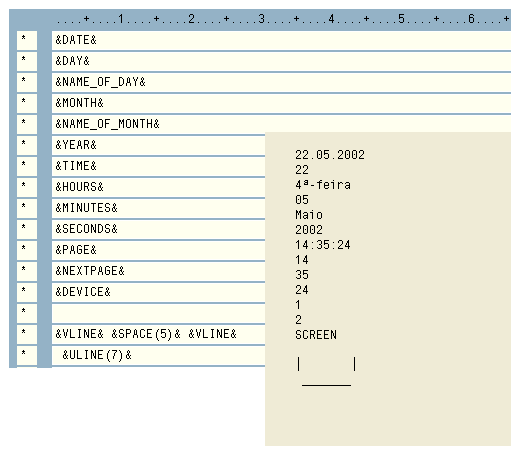 ....+....1....+....2....+....3....+....4....+....5....+....6....+
* &DATE&
* &DAY&
* &NAME_OF_DAY&
* &MONTH&
* &NAME_OF_MONTH&
* &YEAR&
* &TIME&
* &HOURS&
* &MINUTES&
* &SECONDS&
* &PAGE&
* &NEXTPAGE&
* &DEVICE&
*
* &VLINE& &SPACE(5)& &VLINE&
* &ULINE(7)&
22.05.2002
22
4ª-feira
05
Maio
2002
14:35:24
14
35
24
1
2
SCREEN
|       |
_______